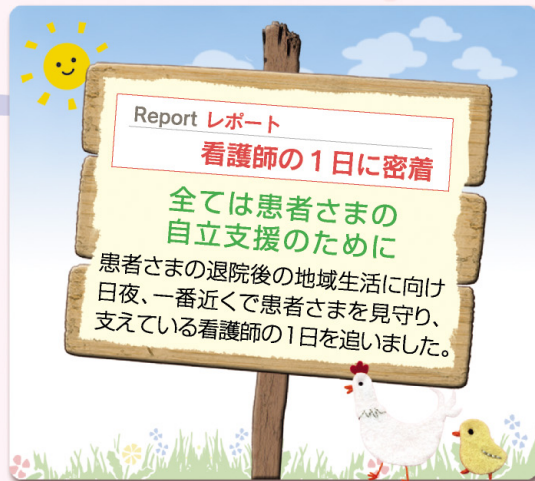 Report レポート
看護師の1日に密着
全ては患者さまの
自立支援のために
患者さまの退院後の地域生活に向け
日夜、一番近くで患者さまを見守り、
支えている看護師の1日を追いました。